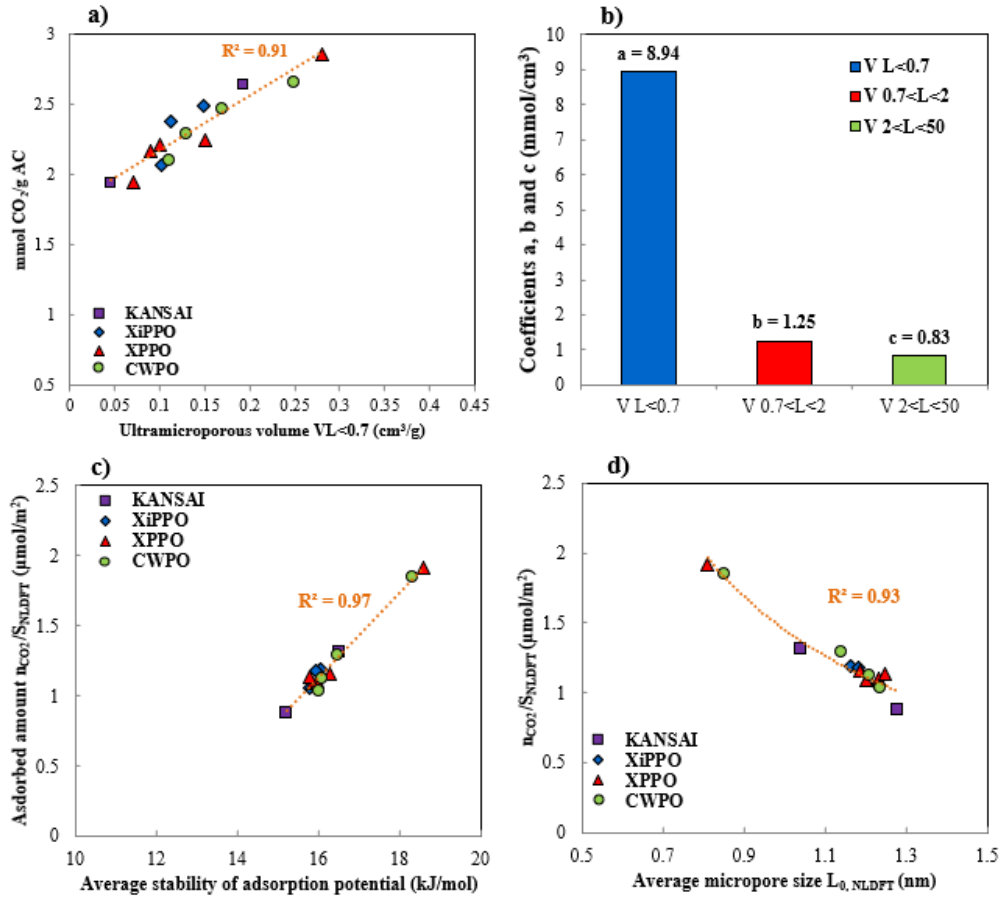 a)
R² = 0.91
mmol CO₂/g AC
3
2.5
2
1.5
1
0.5
KANSAI
XiPPO
XPPO
CWPO
0
0.05
0.1
0.15
0.2
0.25
0.3
0.35
0.4
0.45
Ultramicroporous volume VL<0.7 (cm³/g)
b)
Coefficients a, b and c (mmol/cm³)
10
9
8
7
6
5
4
3
2
1
0
a = 8.94
b = 1.25
c = 0.83
V L<0.7
V 0.7<L<2
V 2<L<50
V L<0.7
V 0.7<L<2
V 2<L<50
c)
Asdorbed amount nCO2/SNLDFT (μmol/m²)
2.5
2
1.5
1
0.5
0
KANSAI
XiPPO
XPPO
CWPO
R² = 0.97
10
12
14
16
18
20
Average stability of adsorption potential (kJ/mol)
d)
nCO2/SNLDFT (μmol/m²)
2.5
2
1.5
1
0.5
0
R² = 0.93
KANSAI
XiPPO
XPPO
CWPO
0.5
0.7
0.9
1.1
1.3
1.5
Average micropore size L0, NLDFT (nm)